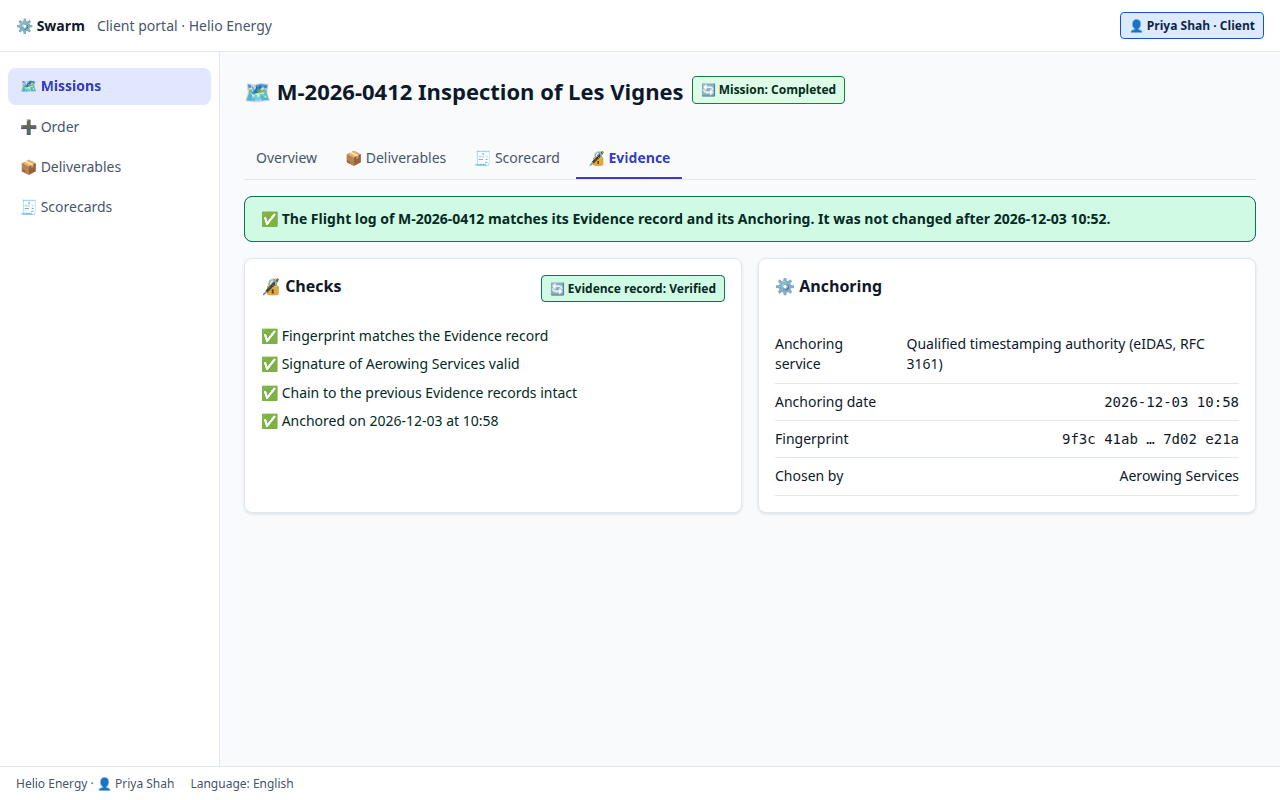 Swarm Client portal · Helio Energy
Priya Shah · Client
Missions
Order
Deliverables
Scorecards
M-2026-0412 Inspection of Les Vignes
Mission: Completed
Overview Deliverables Scorecard Evidence
The Flight log of M-2026-0412 matches its Evidence record and its Anchoring. It was not changed after 2026-12-03 10:52.
Checks
Evidence record: Verified
Fingerprint matches the Evidence record
Signature of Aerowing Services valid
Chain to the previous Evidence records intact
Anchored on 2026-12-03 at 10:58
Anchoring
Anchoring service Qualified timestamping authority (eIDAS, RFC 3161)
Anchoring date 2026-12-03 10:58
Fingerprint 9f3c 41ab … 7d02 e21a
Chosen by Aerowing Services
Helio Energy · Priya Shah Language: English